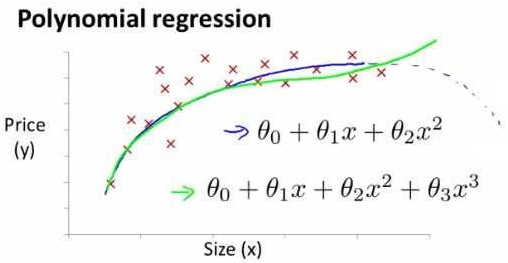 Polynomial regression
Price
(y)
→ θ₀ + θ₁x + θ₂x²
→ θ₀ + θ₁x + θ₂x² + θ₃x³
Size (x)